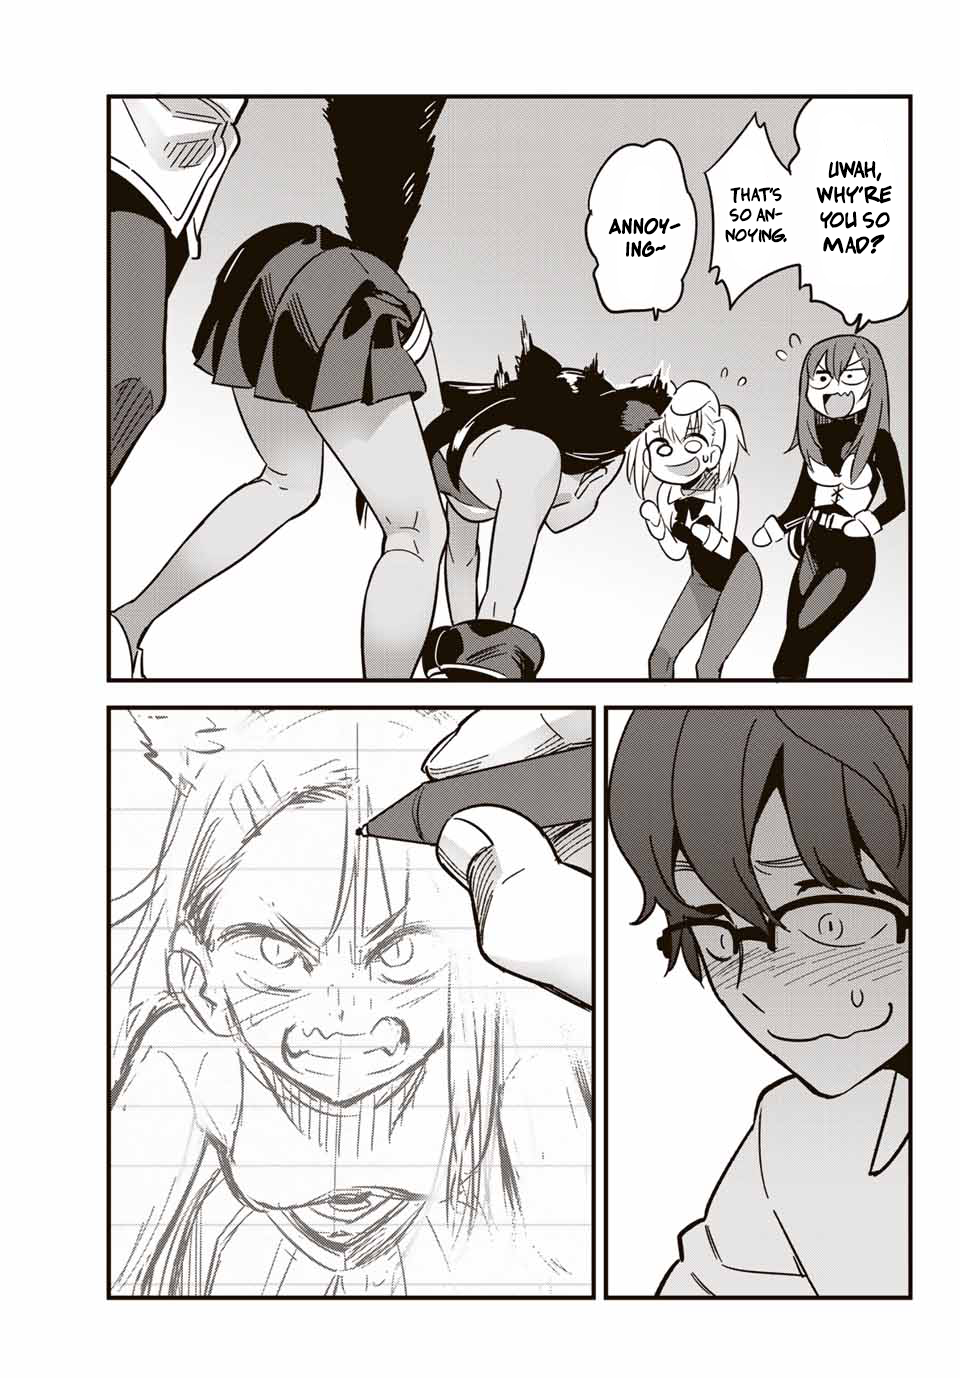 UWAH,
WHY'RE
YOU SO
MAD?
THAT'S
SO AN-
NOYING.
ANNOY-
ING~